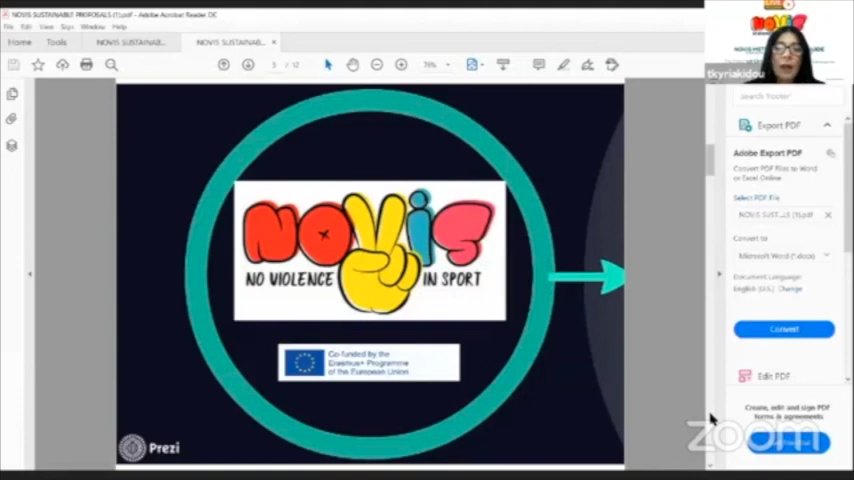 NOVIS SUSTAINABLE PROPOSALS (1).pdf - Adobe Acrobat Reader DC
File Edit View Sign Window Help
Home Tools NOVIS SUSTAINAB... NOVIS SUSTAINAB... ×
5 / 12
76%
NOVIS
tkyriakidou
Export PDF
Adobe Export PDF
Convert PDF Files to Word
or Excel Online
Select PDF File
Convert to
Microsoft Word (*.docx)
Document Language:
English (U.S.) Change
Convert
Edit PDF
Create, edit and sign PDF
forms & agreements
NOVIS
NO VIOLENCE IN SPORT
Co-funded by the
Erasmus+ Programme
of the European Union
Prezi
zoom